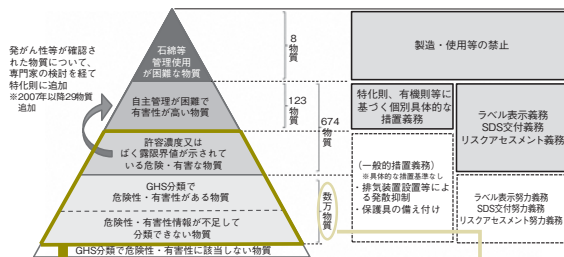 発がん性等が確認され
た物質について、
専門家の検討を経て
特化則に追加
※2007年以降29物質
追加
石綿等
管理使用
が困難な物質
自主管理が困難で
有害性が高い物質
許容濃度又は
ばく露限界値が示されて
いる危険・有害な物質
GHS分類で
危険性・有害性がある物質
危険性・有害性情報が不足して
分類できない物質
GHS分類で危険性・有害性に該当しない物質
8
物質
123
物質
674
物質
数万物質
製造・使用等の禁止
特化則、有機則等に
基づく個別具体的な
措置義務
(一般的措置義務)
※具体的な措置基準なし
・排気装置設置等によ
る発散抑制
・保護具の備え付け
ラベル表示義務
SDS交付義務
リスクアセスメント義務
ラベル表示努力義務
SDS交付努力義務
リスクアセスメント努力義務